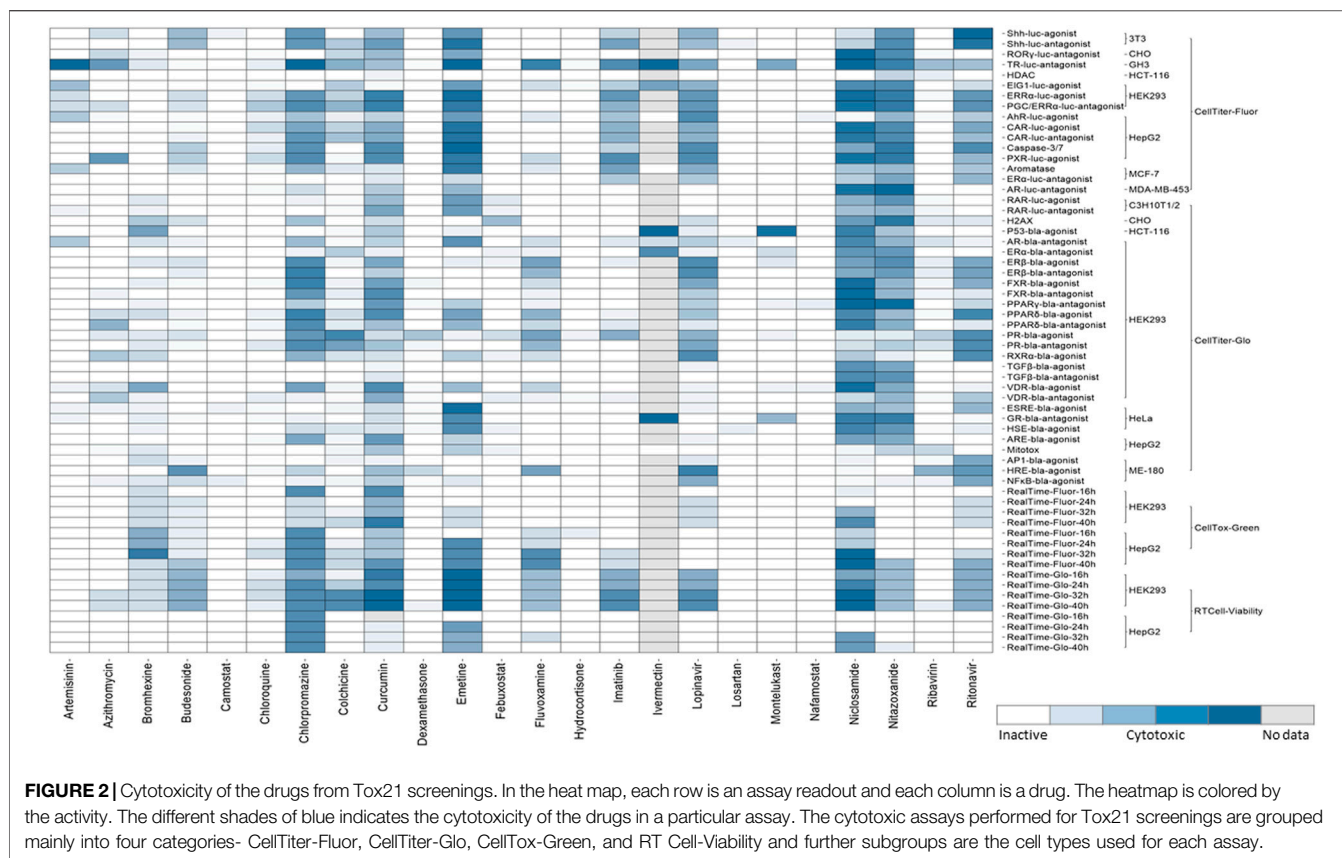 Shh-luc-agonist
Shh-luc-antagonist
3T3
RORγ-luc-antagonist
CHO
TR-luc-antagonist
GH3
HDAC
HCT-116
EIG1-luc-agonist
ERRα-luc-agonist
HEK293
PGC/ERRα-luc-antagonist
CellTiter-Fluor
AhR-luc-agonist
CAR-luc-agonist
CAR-luc-antagonist
HepG2
Caspase-3/7
PXR-luc-agonist
Aromatase
MCF-7
ERα-luc-antagonist
AR-luc-antagonist
MDA-MB-453
RAR-luc-agonist
C3H10T1/2
RAR-luc-antagonist
H2AX
CHO
P53-bla-agonist
HCT-116
AR-bla-antagonist
ERα-bla-antagonist
ERβ-bla-agonist
ERβ-bla-antagonist
FXR-bla-agonist
FXR-bla-antagonist
PPARγ-bla-antagonist
PPARδ-bla-agonist
HEK293
PPARδ-bla-antagonist
PR-bla-agonist
CellTiter-Glo
PR-bla-antagonist
RXRα-bla-agonist
TGFβ-bla-agonist
TGFβ-bla-antagonist
VDR-bla-agonist
VDR-bla-antagonist
ESRE-bla-agonist
GR-bla-antagonist
HeLa
HSE-bla-agonist
ARE-bla-agonist
HepG2
Mitotox
AP1-bla-agonist
HRE-bla-agonist
ME-180
NFκB-bla-agonist
RealTime-Fluor-16h
RealTime-Fluor-24h
HEK293
RealTime-Fluor-32h
RealTime-Fluor-40h
CellTox-Green
RealTime-Fluor-16h
RealTime-Fluor-24h
HepG2
RealTime-Fluor-32h
RealTime-Fluor-40h
RealTime-Glo-16h
RealTime-Glo-24h
HEK293
RealTime-Glo-32h
RealTime-Glo-40h
RTCell-Viability
RealTime-Glo-16h
RealTime-Glo-24h
HepG2
RealTime-Glo-32h
RealTime-Glo-40h
Artemisinin
Azithromycin
Bromhexine
Budesonide
Camostat
Chloroquine
Chlorpromazine
Colchicine
Curcumin
Dexamethasone
Emetine
Febuxostat
Fluvoxamine
Hydrocortisone
Imatinib
Ivermectin
Lopinavir
Losartan
Montelukast
Nafamostat
Niclosamide
Nitazoxanide
Ribavirin
Ritonavir
Inactive Cytotoxic No data
FIGURE 2 | Cytotoxicity of the drugs from Tox21 screenings. In the heat map, each row is an assay readout and each column is a drug. The heatmap is colored by
the activity. The different shades of blue indicates the cytotoxicity of the drugs in a particular assay. The cytotoxic assays performed for Tox21 screenings are grouped
mainly into four categories- CellTiter-Fluor, CellTiter-Glo, CellTox-Green, and RT Cell-Viability and further subgroups are the cell types used for each assay.